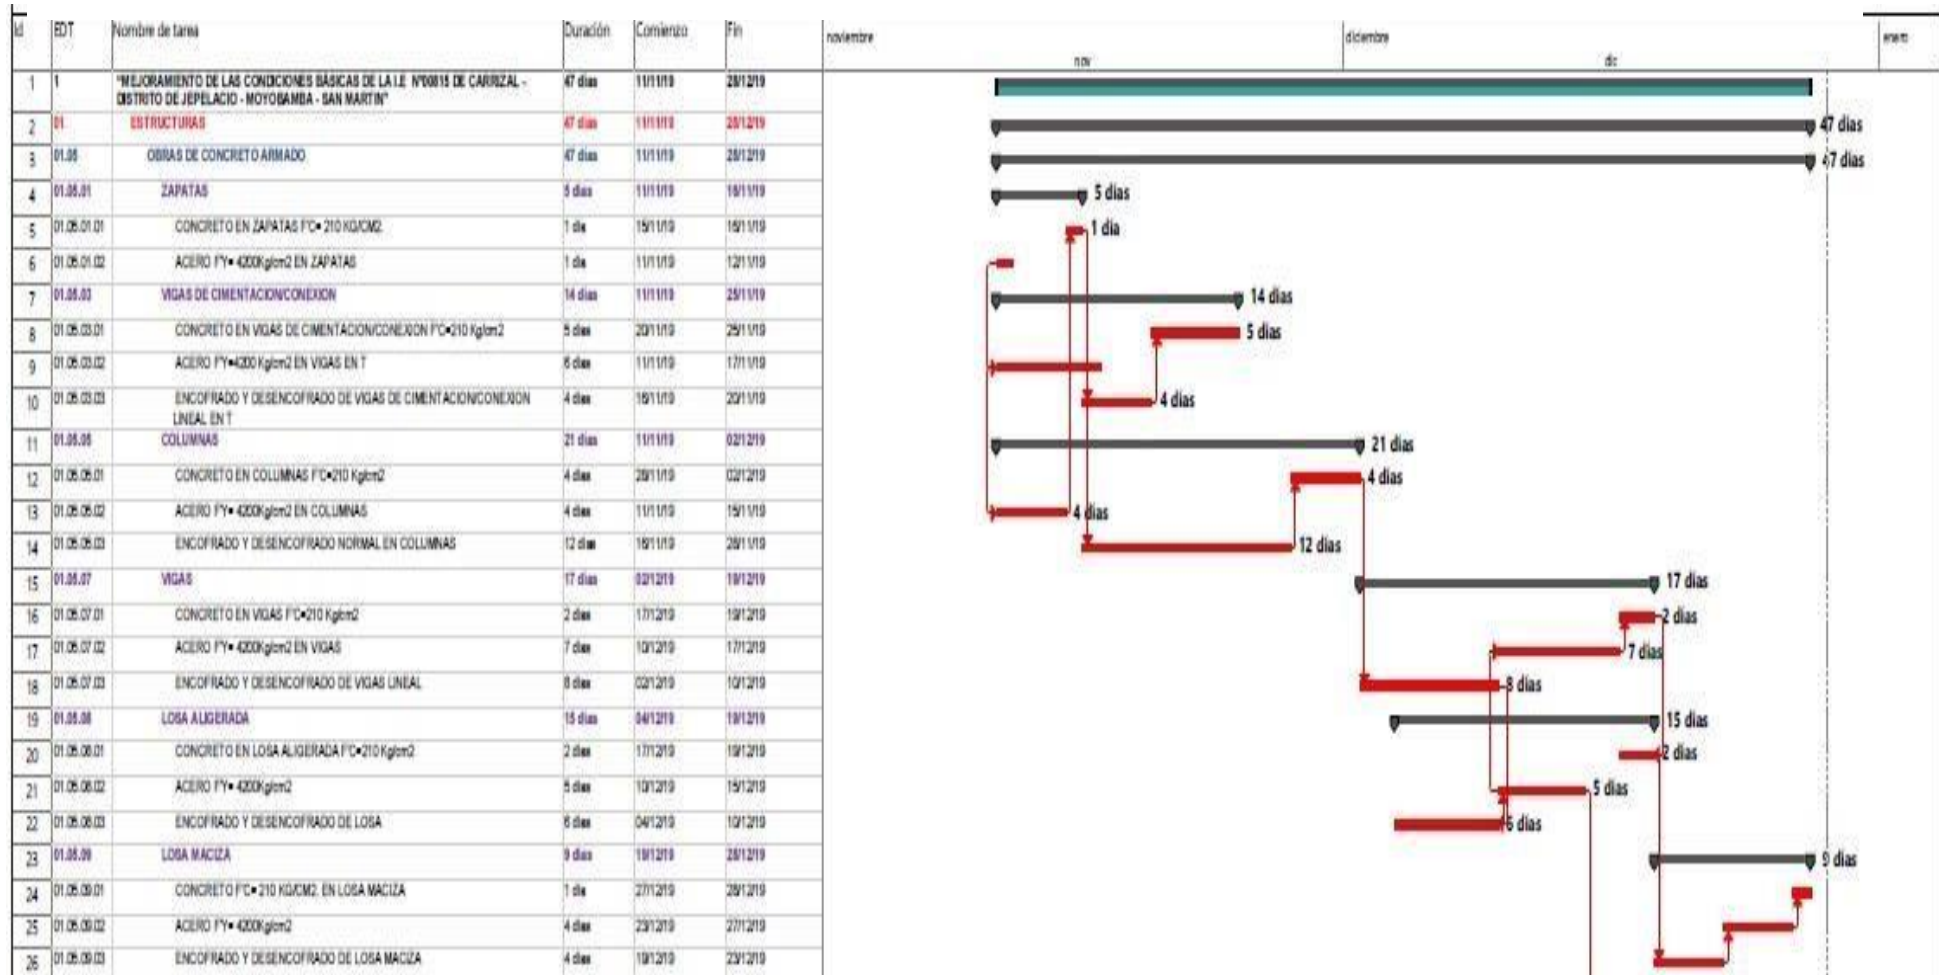 Id EDT Nombre de tarea Duración Comienzo Fin noviembre diciembre enero
nov dic
1 1 "MEJORAMIENTO DE LAS CONDICIONES BÁSICAS DE LA I.E N°00815 DE CARRIZAL - 47 días 11/11/19 28/12/19
DISTRITO DE JEPELACIO - MOYOBAMBA - SAN MARTIN"
2 01 ESTRUCTURAS 47 días 11/11/19 28/12/19 47 días
3 01.05 OBRAS DE CONCRETO ARMADO 47 días 11/11/19 28/12/19 47 días
4 01.05.01 ZAPATAS 5 días 11/11/19 16/11/19 5 días
5 01.05.01.01 CONCRETO EN ZAPATAS F'C= 210 KG/CM2. 1 día 15/11/19 16/11/19 1 día
6 01.05.01.02 ACERO FY= 4200Kg/cm2 EN ZAPATAS 1 día 11/11/19 12/11/19
7 01.05.03 VIGAS DE CIMENTACION/CONEXION 14 días 11/11/19 25/11/19 14 días
8 01.05.03.01 CONCRETO EN VIGAS DE CIMENTACION/CONEXION F'C=210 Kg/cm2 5 días 20/11/19 25/11/19 5 días
9 01.05.03.02 ACERO FY=4200 Kg/cm2 EN VIGAS EN T 6 días 11/11/19 17/11/19
10 01.05.03.03 ENCOFRADO Y DESENCOFRADO DE VIGAS DE CIMENTACION/CONEXION 4 días 16/11/19 20/11/19 4 días
LINEAL EN T
11 01.05.05 COLUMNAS 21 días 11/11/19 02/12/19 21 días
12 01.05.05.01 CONCRETO EN COLUMNAS F'C=210 Kg/cm2 4 días 28/11/19 02/12/19 4 días
13 01.05.05.02 ACERO FY= 4200Kg/cm2 EN COLUMNAS 4 días 11/11/19 15/11/19 4 días
14 01.05.05.03 ENCOFRADO Y DESENCOFRADO NORMAL EN COLUMNAS 12 días 16/11/19 28/11/19 12 días
15 01.05.07 VIGAS 17 días 02/12/19 19/12/19 17 días
16 01.05.07.01 CONCRETO EN VIGAS F'C=210 Kg/cm2 2 días 17/12/19 19/12/19 2 días
17 01.05.07.02 ACERO FY= 4200Kg/cm2 EN VIGAS 7 días 10/12/19 17/12/19 7 días
18 01.05.07.03 ENCOFRADO Y DESENCOFRADO DE VIGAS LINEAL 8 días 02/12/19 10/12/19 8 días
19 01.05.08 LOSA ALIGERADA 15 días 04/12/19 19/12/19 15 días
20 01.05.08.01 CONCRETO EN LOSA ALIGERADA F'C=210 Kg/cm2 2 días 17/12/19 19/12/19 2 días
21 01.05.08.02 ACERO FY= 4200Kg/cm2 5 días 10/12/19 15/12/19 5 días
22 01.05.08.03 ENCOFRADO Y DESENCOFRADO DE LOSA 6 días 04/12/19 10/12/19 6 días
23 01.05.09 LOSA MACIZA 9 días 19/12/19 28/12/19 9 días
24 01.05.09.01 CONCRETO F'C= 210 KG/CM2. EN LOSA MACIZA 1 día 27/12/19 28/12/19
25 01.05.09.02 ACERO FY= 4200Kg/cm2 4 días 23/12/19 27/12/19
26 01.05.09.03 ENCOFRADO Y DESENCOFRADO DE LOSA MACIZA 4 días 19/12/19 23/12/19